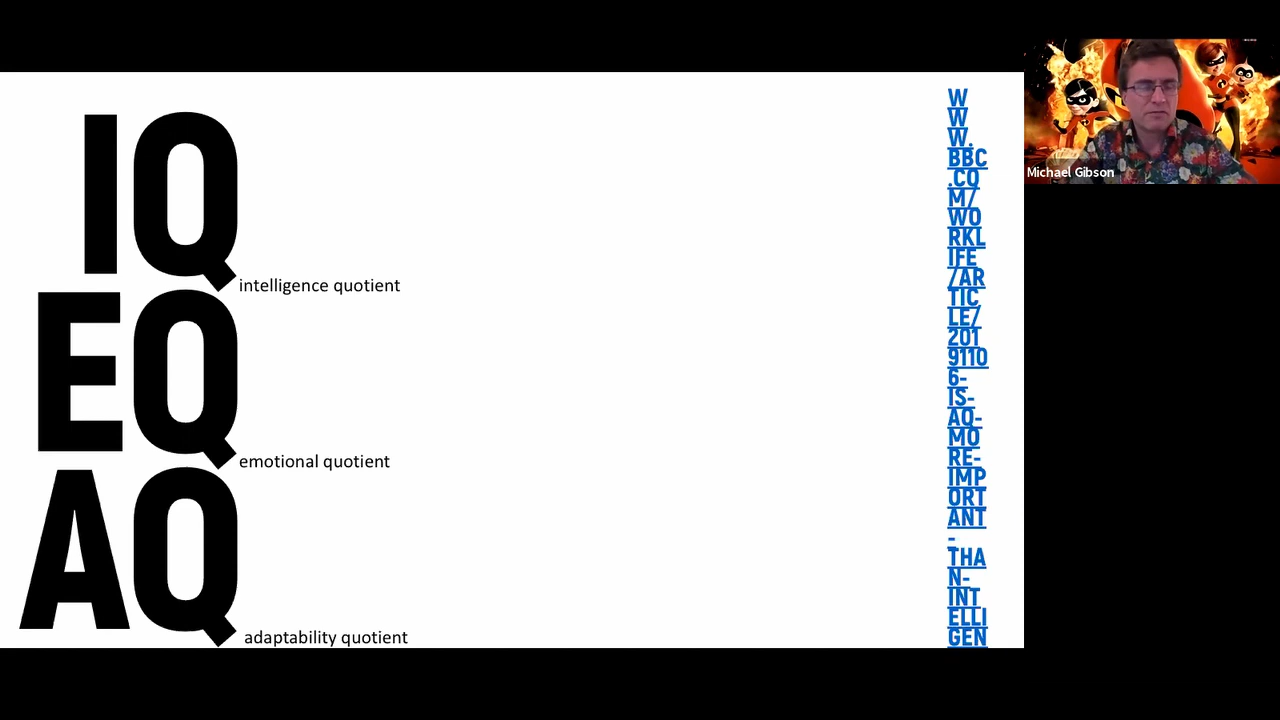 IQ
intelligence quotient
EQ
emotional quotient
AQ
adaptability quotient
W
W
W.
BBC
.CO
M/
WO
RKL
IFE
/AR
TIC
LE/
201
9110
6-
IS-
AQ-
MO
RE-
IMP
ORT
ANT
-
THA
N-
INT
ELLI
GEN
Michael Gibson